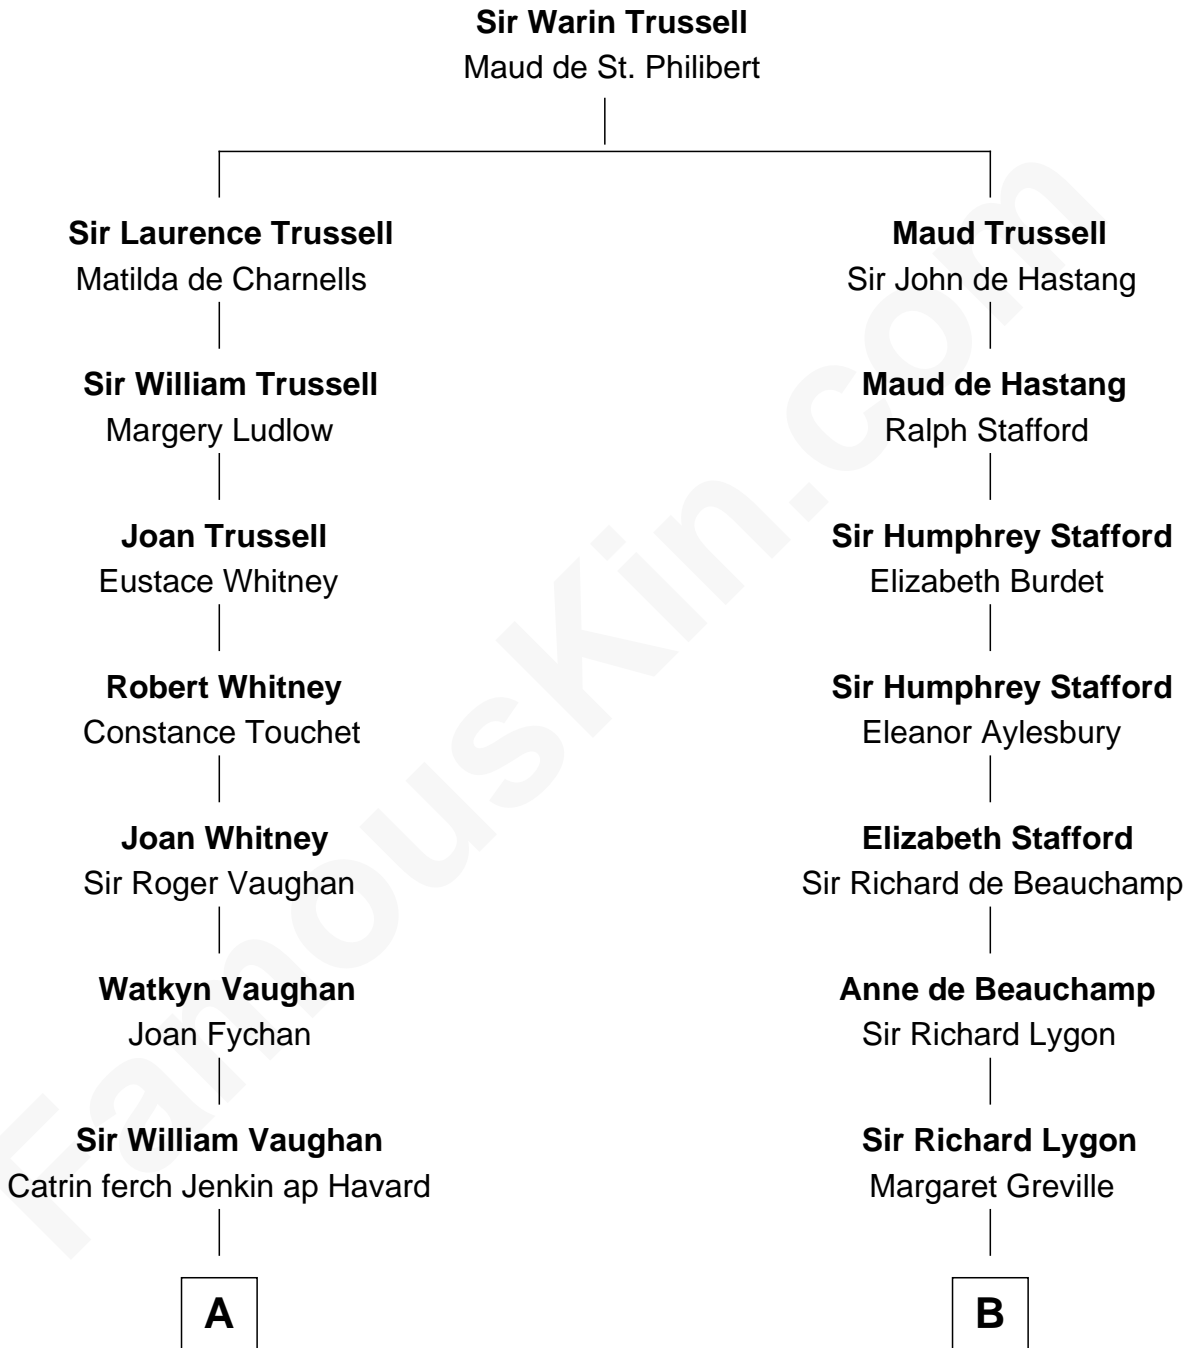 Sir Warin Trussell
Maud de St. Philibert
Sir Laurence Trussell
Matilda de Charnells
Maud Trussell
Sir John de Hastang
Sir William Trussell
Margery Ludlow
Maud de Hastang
Ralph Stafford
Joan Trussell
Eustace Whitney
Sir Humphrey Stafford
Elizabeth Burdet
Robert Whitney
Constance Touchet
Sir Humphrey Stafford
Eleanor Aylesbury
Joan Whitney
Sir Roger Vaughan
Elizabeth Stafford
Sir Richard de Beauchamp
Watkyn Vaughan
Joan Fychan
Anne de Beauchamp
Sir Richard Lygon
Sir William Vaughan
Catrin ferch Jenkin ap Havard
Sir Richard Lygon
Margaret Greville
A
B
FamousKin.com